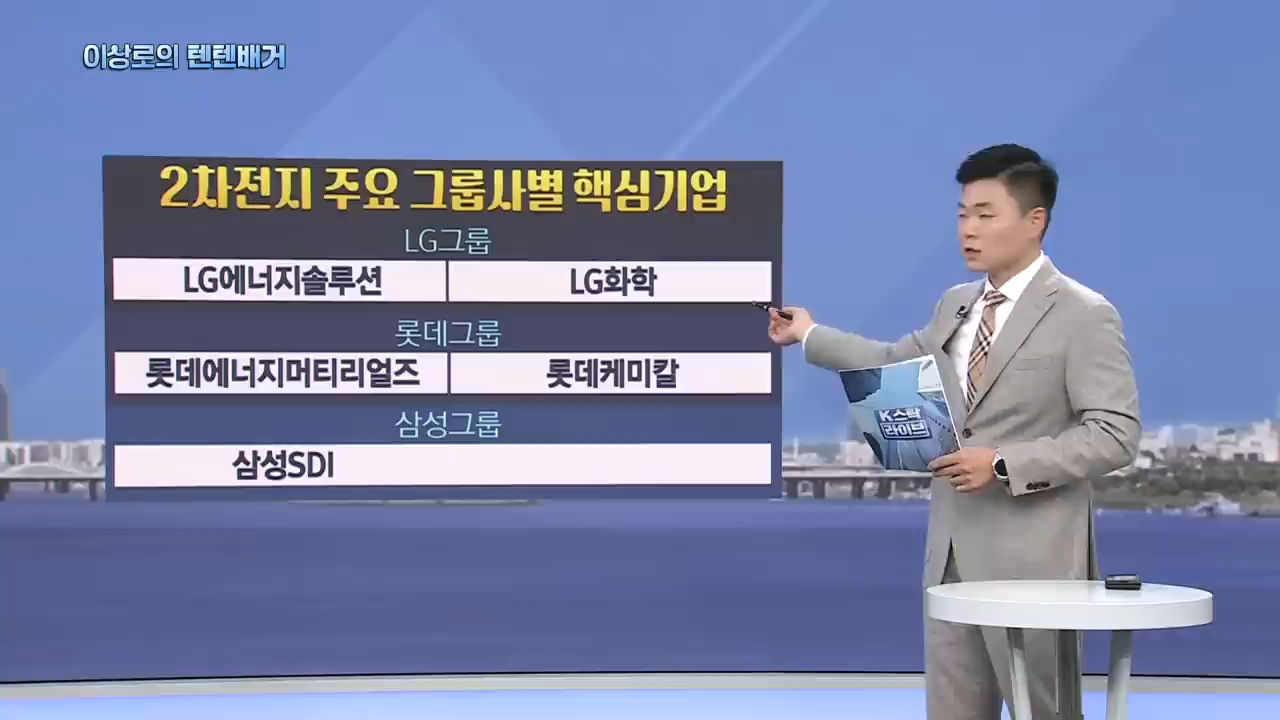 이상로의 텐텐배거
2차전지 주요 그룹사별 핵심기업
LG그룹
LG에너지솔루션 LG화학
롯데그룹
롯데에너지머티리얼즈 롯데케미칼
삼성그룹
삼성SDI
K스탁
라이브